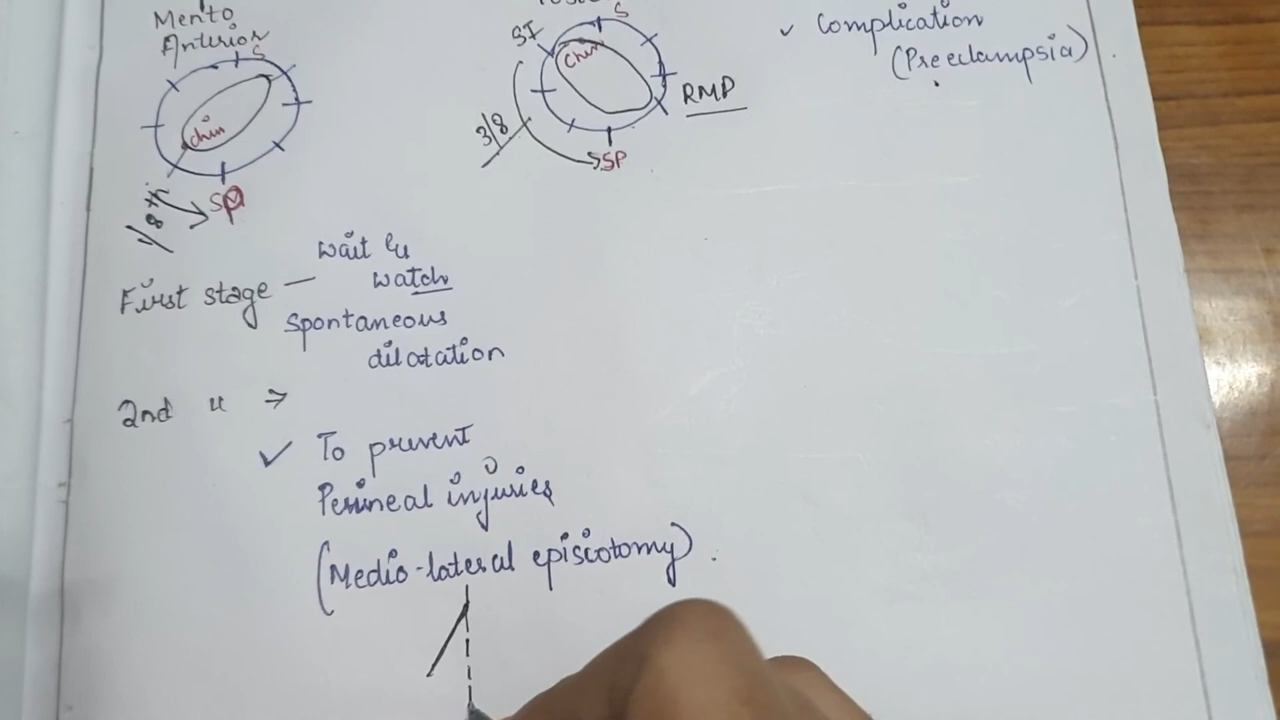 Mento
Anterior
S
chin
SP
1/8th
S
SI
chin
RMP
3/8
SP
✓ Complication
(Preeclampsia)
First stage — wait &
watch
Spontaneous
dilatation
2nd " →
✓ To prevent
Perineal injuries
(Medio-lateral episiotomy).